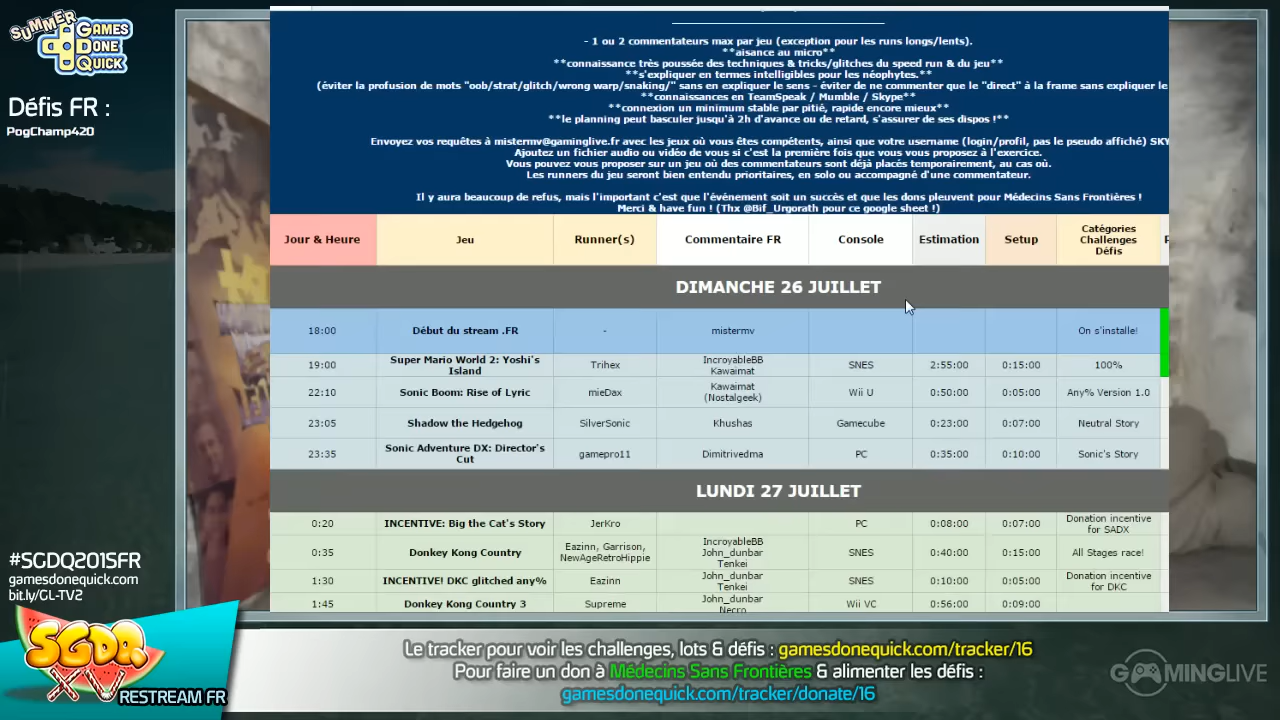 SUMMER
GAMES
DONE
QUICK
Défis FR :
PogChamp420
- 1 ou 2 commentateurs max par jeu (exception pour les runs longs/lents).
**aisance au micro**
**connaissance très poussée des techniques & tricks/glitches du speed run & du jeu**
**s'expliquer en termes intelligibles pour les néophytes.**
(éviter la profusion de mots "oob/strat/glitch/wrong warp/snaking/" sans en expliquer le sens - éviter de ne commenter que le "direct" à la frame sans expliquer le
**connaissances en TeamSpeak / Mumble / Skype**
**connexion un minimum stable par pitié, rapide encore mieux**
**le planning peut basculer jusqu'à 2h d'avance ou de retard, s'assurer de ses dispos !**
Envoyez vos requêtes à mistermv@gaminglive.fr avec les jeux où vous êtes compétents, ainsi que votre username (login/profil, pas le pseudo affiché) SKY
Ajoutez un fichier audio ou vidéo de vous si c'est la première fois que vous vous proposez à l'exercice.
Vous pouvez vous proposer sur un jeu où des commentateurs sont déjà placés temporairement, au cas où.
Les runners du jeu seront bien entendu prioritaires, en solo ou accompagné d'une commentateur.
Il y aura beaucoup de refus, mais l'important c'est que l'événement soit un succès et que les dons pleuvent pour Médecins Sans Frontières !
Merci & have fun ! (Thx @Bif_Urgorath pour ce google sheet !)
Jour & Heure Jeu Runner(s) Commentaire FR Console Estimation Setup Catégories
Challenges
Défis
DIMANCHE 26 JUILLET
18:00 Début du stream .FR - mistermv On s'installe!
19:00 Super Mario World 2: Yoshi's
Island Trihex IncroyableBB
Kawaimat SNES 2:55:00 0:15:00 100%
22:10 Sonic Boom: Rise of Lyric mieDax Kawaimat
(Nostalgeek) Wii U 0:50:00 0:05:00 Any% Version 1.0
23:05 Shadow the Hedgehog SilverSonic Khushas Gamecube 0:23:00 0:07:00 Neutral Story
23:35 Sonic Adventure DX: Director's
Cut gamepro11 Dimitrivedma PC 0:35:00 0:10:00 Sonic's Story
LUNDI 27 JUILLET
0:20 INCENTIVE: Big the Cat's Story JerKro PC 0:08:00 0:07:00 Donation incentive
for SADX
0:35 Donkey Kong Country Eazinn, Garrison,
NewAgeRetroHippie IncroyableBB
John_dunbar
Tenkei SNES 0:40:00 0:15:00 All Stages race!
1:30 INCENTIVE! DKC glitched any% Eazinn John_dunbar
Tenkei SNES 0:10:00 0:05:00 Donation incentive
for DKC
1:45 Donkey Kong Country 3 Supreme John_dunbar
Necro Wii VC 0:56:00 0:09:00
#SGDQ2015FR
gamesdonequick.com
bit.ly/GL-TV2
SGDQ
XV
RESTREAM FR
Le tracker pour voir les challenges, lots & défis : gamesdonequick.com/tracker/16
Pour faire un don à Médecins Sans Frontières & alimenter les défis :
gamesdonequick.com/tracker/donate/16
GAMINGLIVE